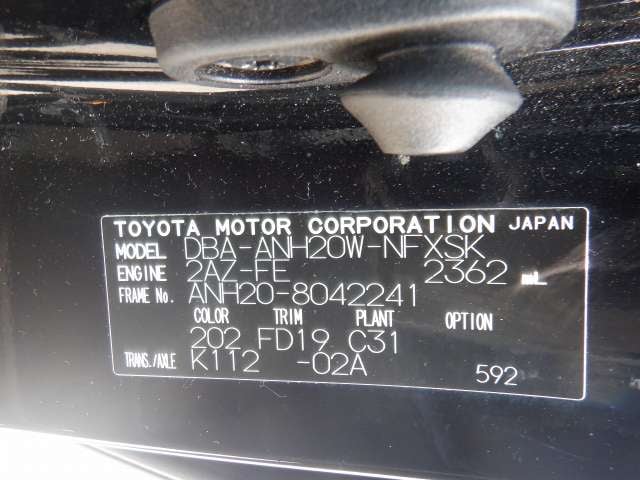 TOYOTA MOTOR CORPORATION JAPAN
MODEL DBA-ANH20W-NFXSK
ENGINE 2AZ-FE 2362 mL
FRAME No. ANH20-8042241
COLOR TRIM PLANT OPTION
202 FD19 C31
TRANS./AXLE K112 -02A 592